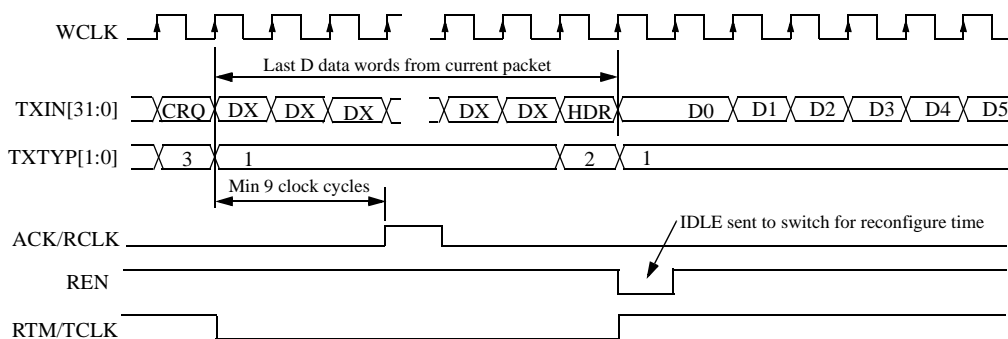 WCLK
Last D data words from current packet
TXIN[31:0] CRQ DX DX DX DX DX HDR D0 D1 D2 D3 D4 D5
TXTYP[1:0] 3 1 2 1
Min 9 clock cycles
ACK/RCLK
IDLE sent to switch for reconfigure time
REN
RTM/TCLK